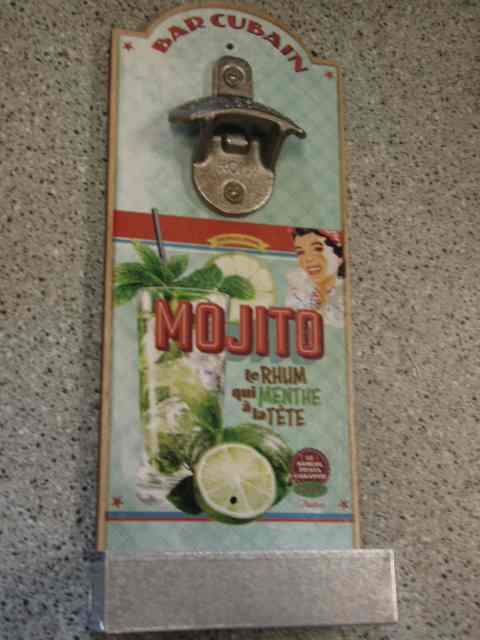 BAR CUBAIN
MOJITO
le RHUM
qui MENTHE
à la TÊTE